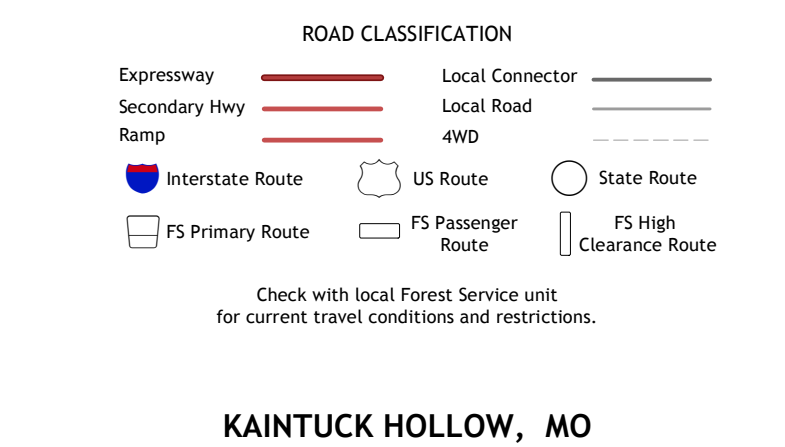 ROAD CLASSIFICATION
Expressway
Local Connector
Secondary Hwy
Local Road
Ramp
4WD
Interstate Route
US Route
State Route
FS Primary Route
FS Passenger
Route
FS High
Clearance Route
Check with local Forest Service unit
for current travel conditions and restrictions.
KAINTUCK HOLLOW, MO